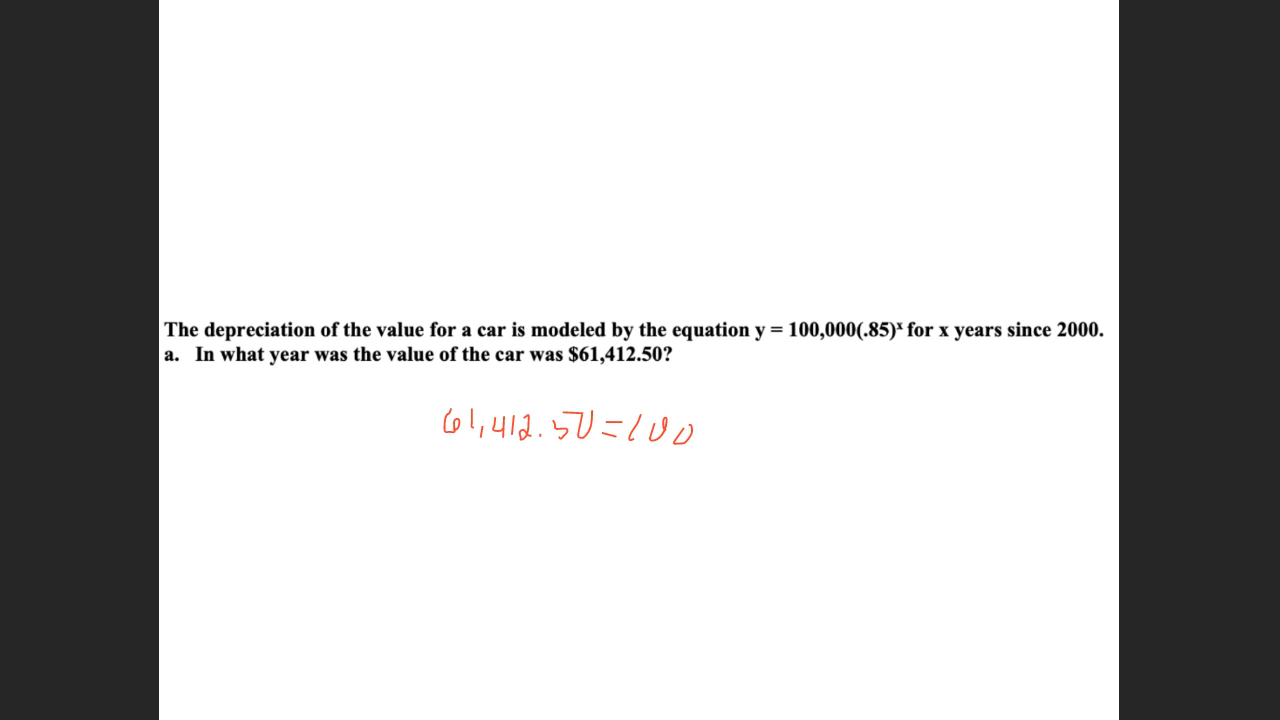 The depreciation of the value for a car is modeled by the equation y = 100,000(.85)ˣ for x years since 2000.
a. In what year was the value of the car was $61,412.50?
61,412.50=100